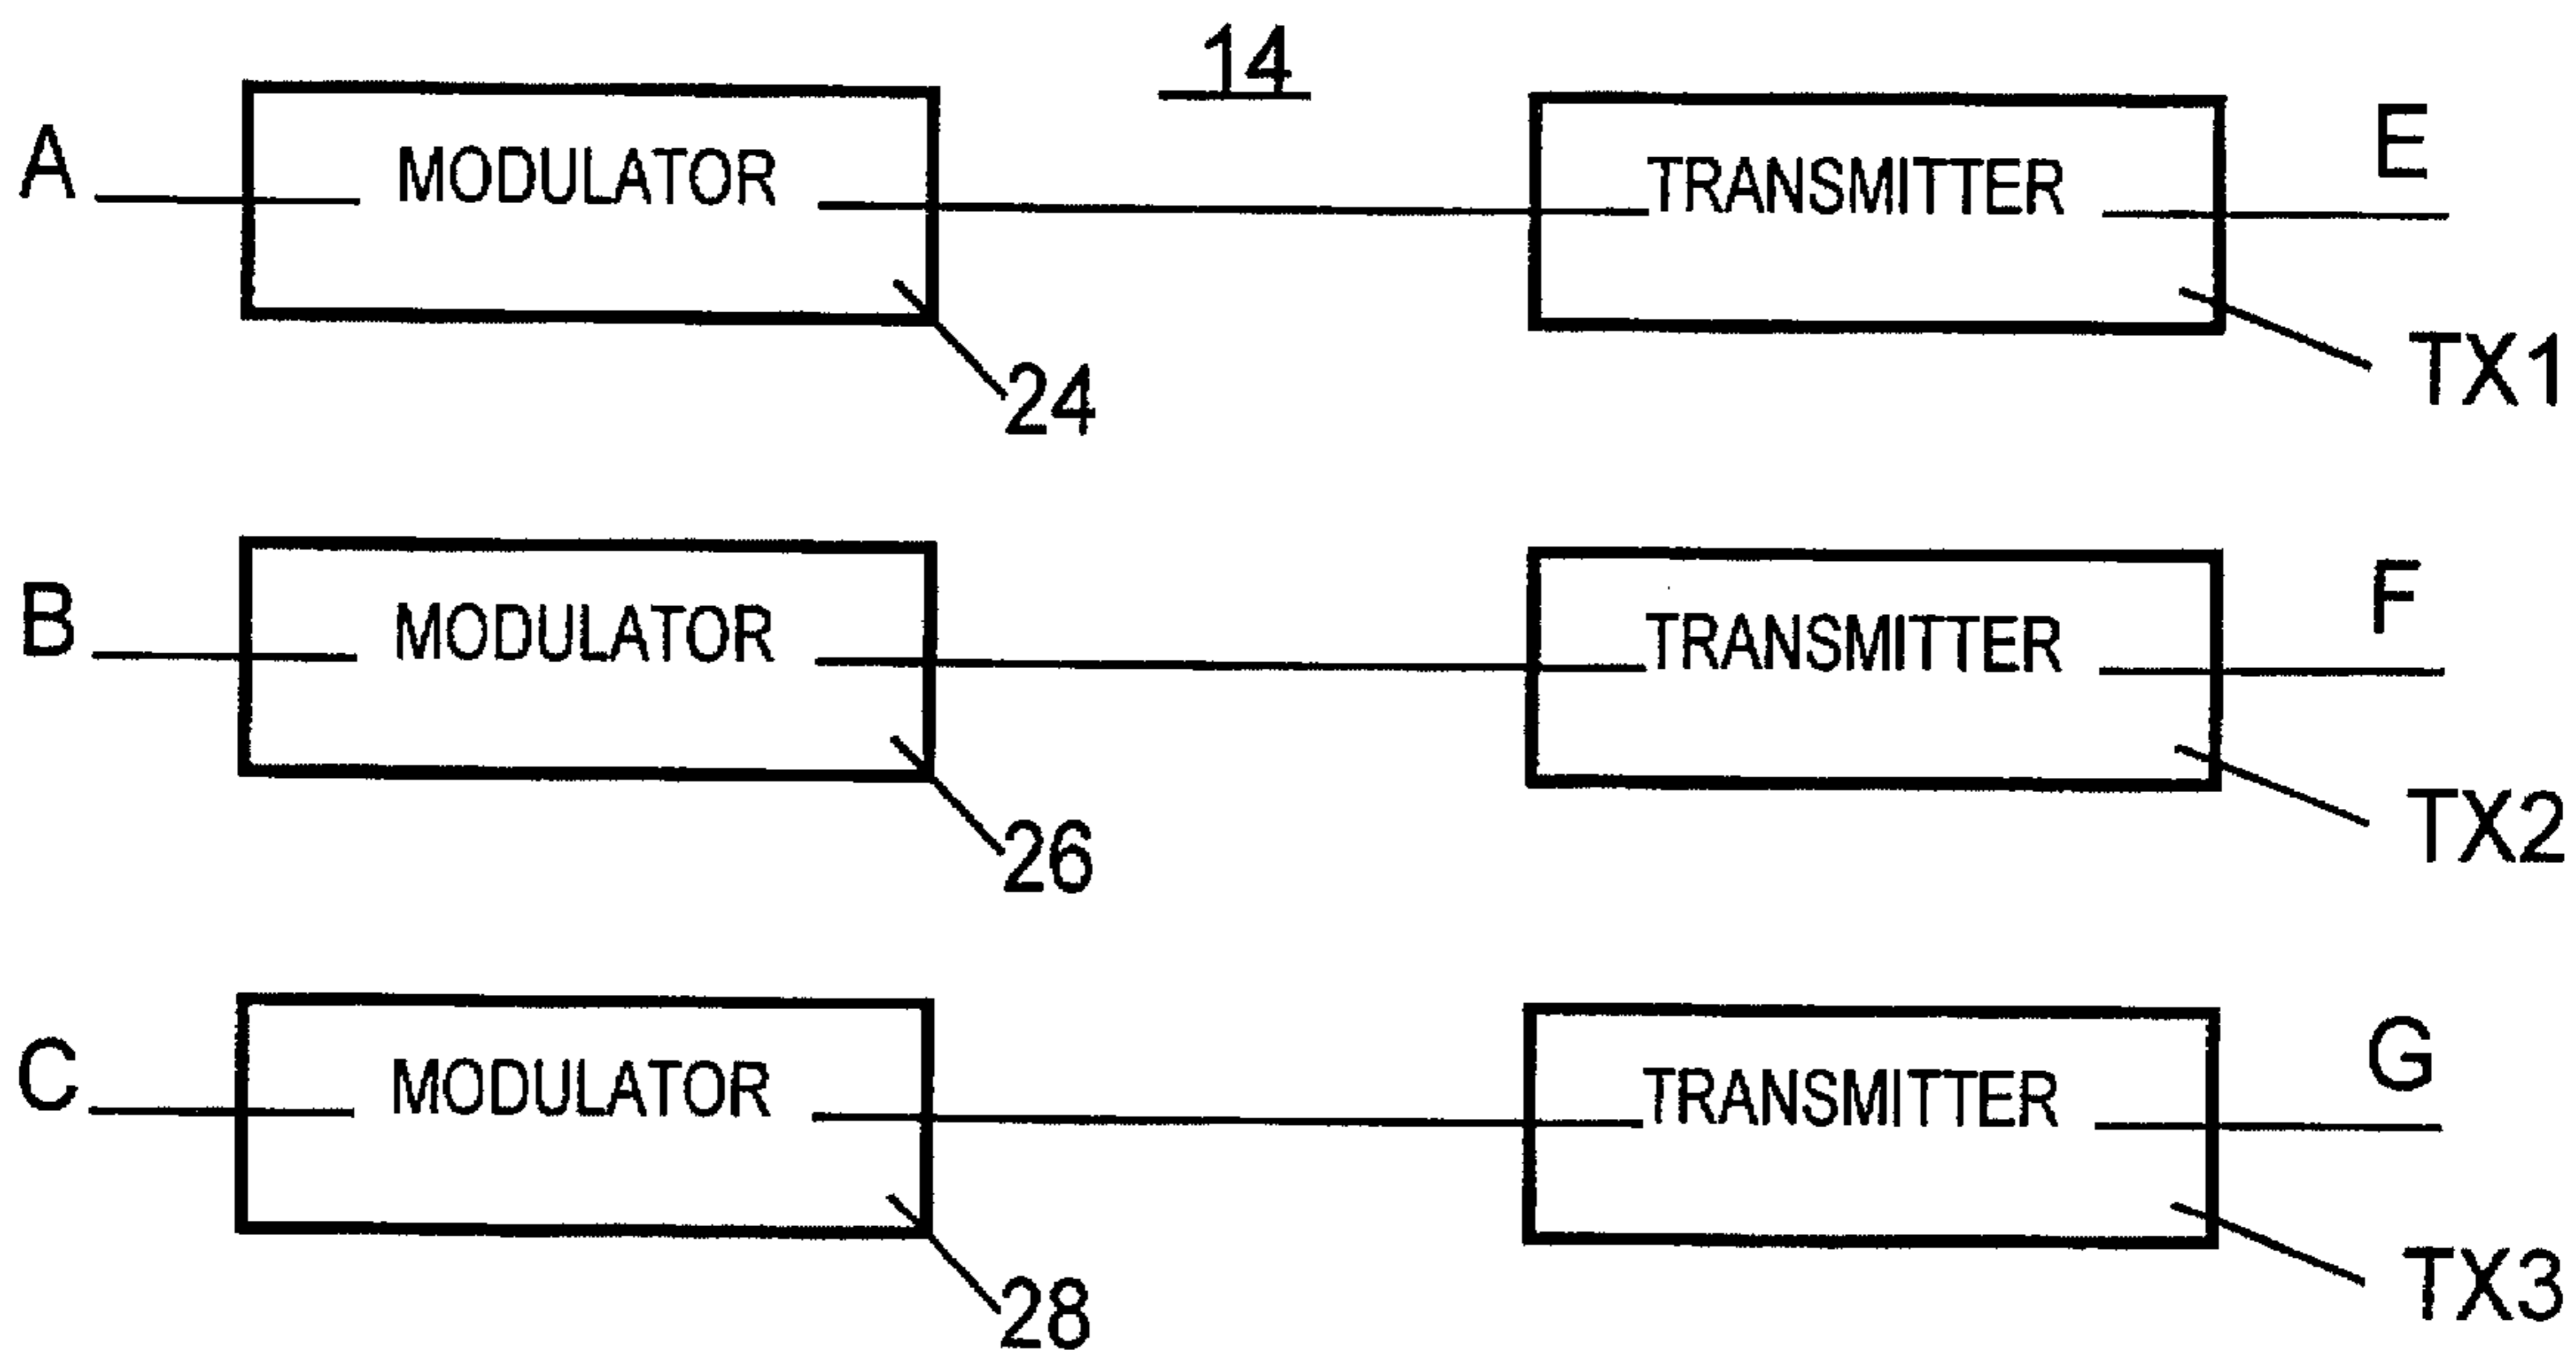 14
A MODULATOR TRANSMITTER E
24 TX1
B MODULATOR TRANSMITTER F
26 TX2
C MODULATOR TRANSMITTER G
28 TX3